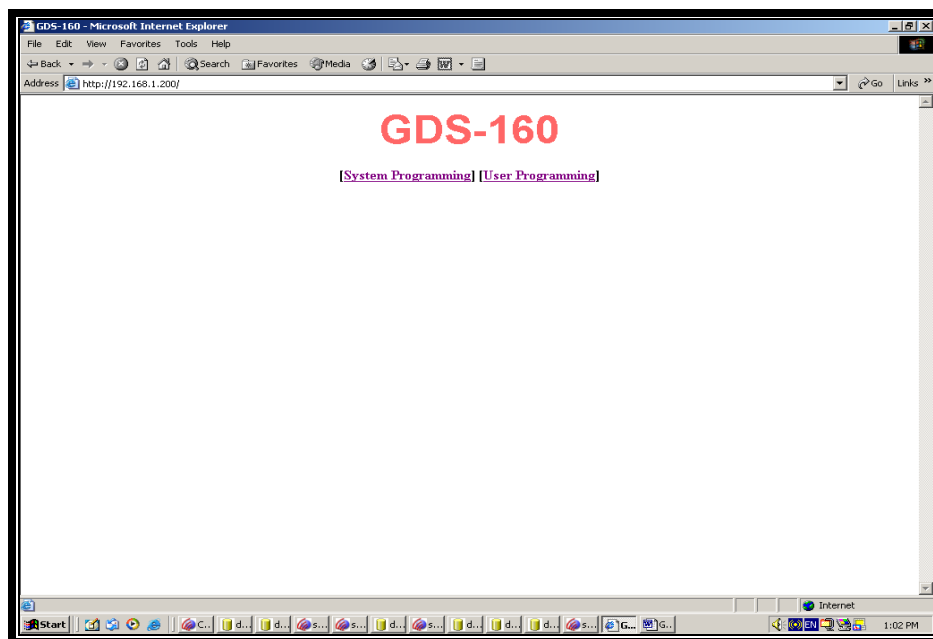 GDS-160 - Microsoft Internet Explorer
File Edit View Favorites Tools Help
Back Search Favorites Media
Address http://192.168.1.200/ Go Links »
GDS-160
[System Programming] [User Programming]
Internet
Start C... d... d... d... s... s... d... s... d... d... d... s... G... G.. EN 1:02 PM